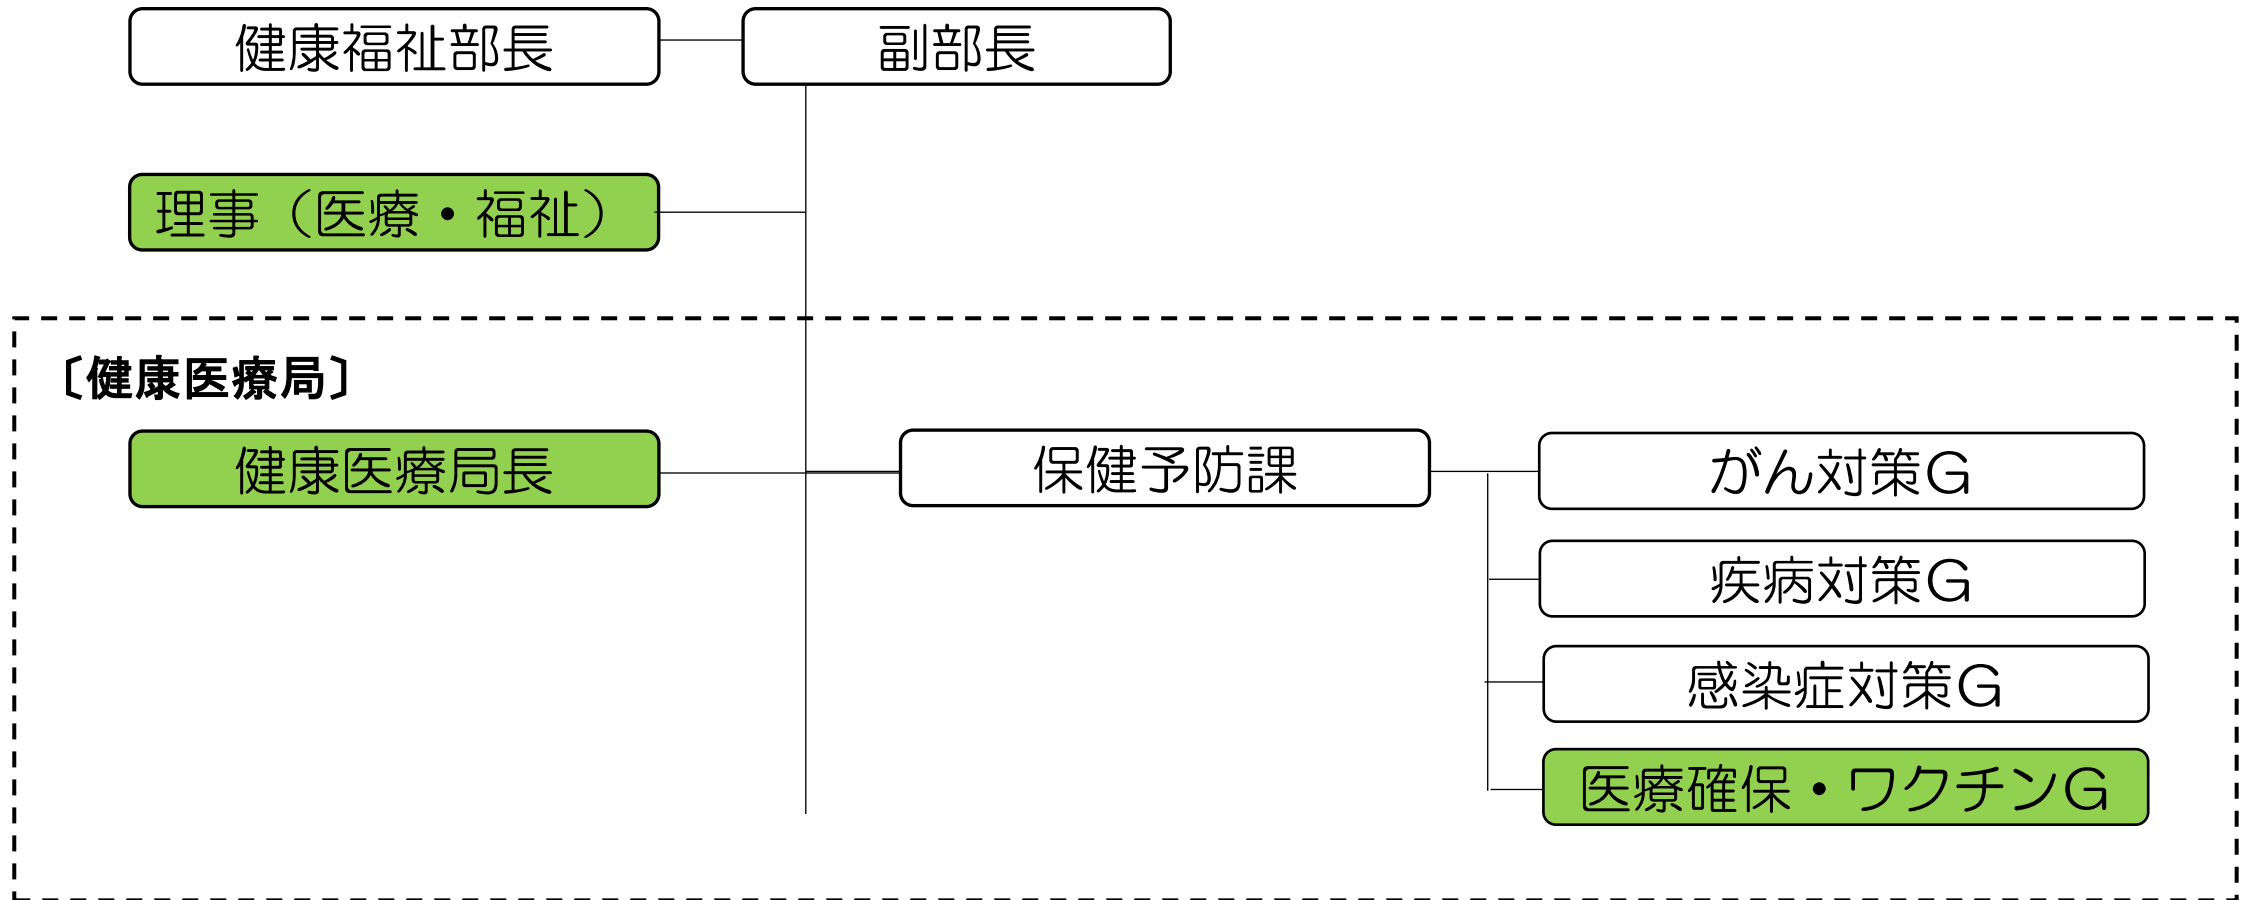 健康福祉部長
副部長
理事（医療・福祉）
〔健康医療局〕
健康医療局長
保健予防課
がん対策Ｇ
疾病対策Ｇ
感染症対策Ｇ
医療確保・ワクチンＧ